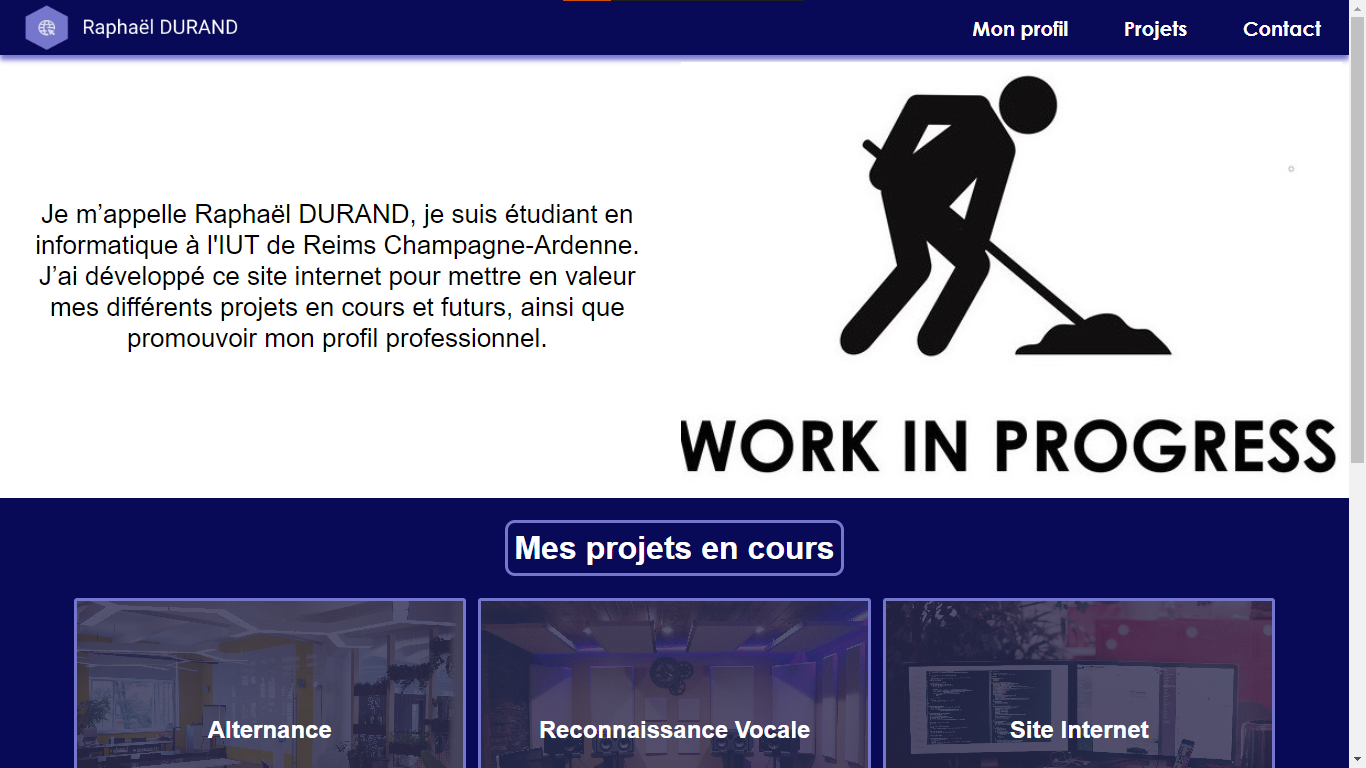 Raphaël DURAND
Mon profil
Projets
Contact
Je m’appelle Raphaël DURAND, je suis étudiant en
informatique à l'IUT de Reims Champagne-Ardenne.
J’ai développé ce site internet pour mettre en valeur
mes différents projets en cours et futurs, ainsi que
promouvoir mon profil professionnel.
WORK IN PROGRESS
Mes projets en cours
Alternance
Reconnaissance Vocale
Site Internet